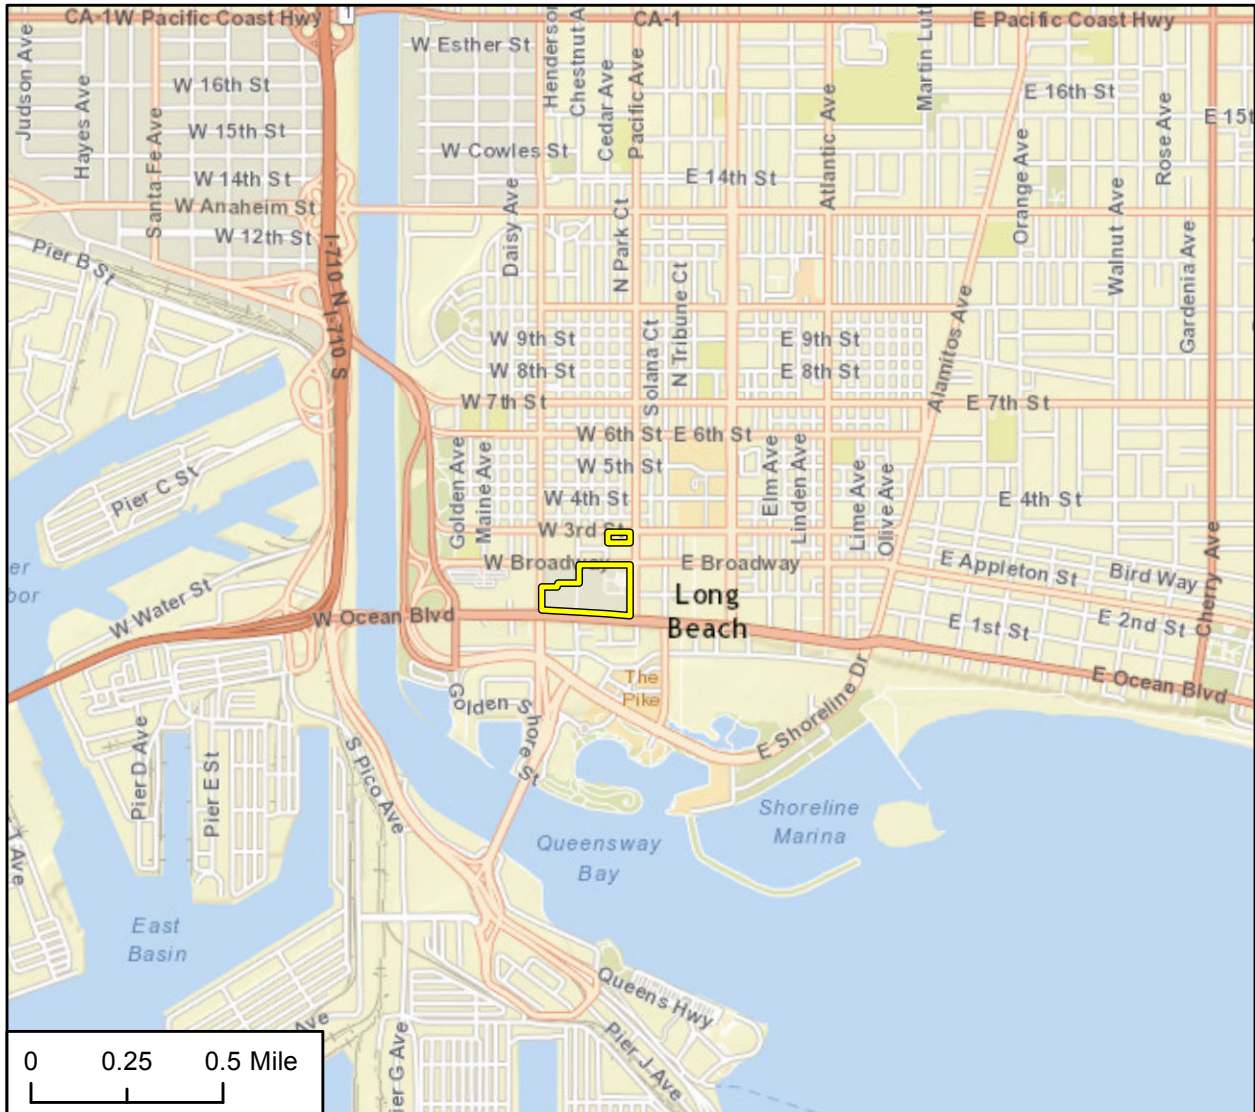 CA-1W Pacific Coast Hwy
CA-1
E Pacific Coast Hwy
Judson Ave
Hayes Ave
Santa Fe Ave
W 16th St
W 15th St
W 14th St
W Anaheim St
W 12th St
Pier B St
I-710 N
I-710 S
W Esther St
W Cowles St
Henderson
Chestnut A
Cedar Ave
Pacific Ave
Daisy Ave
N Park Ct
E 14th St
Atlantic Ave
Martin Lut
E 16th St
E 15t
Orange Ave
Rose Ave
Walnut Ave
Gardenia Ave
Alamitos Ave
W 9th St
W 8th St
W 7th St
Solana Ct
N Tribune Ct
E 9th St
E 8th St
E 7th St
W 6th St
E 6th St
W 5th St
W 4th St
W 3rd St
Golden Ave
Maine Ave
Elm Ave
Linden Ave
Lime Ave
Olive Ave
E 4th St
Pier C St
W Broadway
E Broadway
E Appleton St
Bird Way
Cherry Ave
er
bor
W Water St
W Ocean Blvd
Long
Beach
E 1st St
E 2nd St
E Ocean Blvd
The
Pike
Golden Shore St
E Shoreline Dr
Pier D Ave
Pier E St
S Pico Ave
Shoreline
Marina
Queensway
Bay
T Ave
East
Basin
Queens Hwy
Pier J Ave
Ave
ier G Ave
0 0.25 0.5 Mile